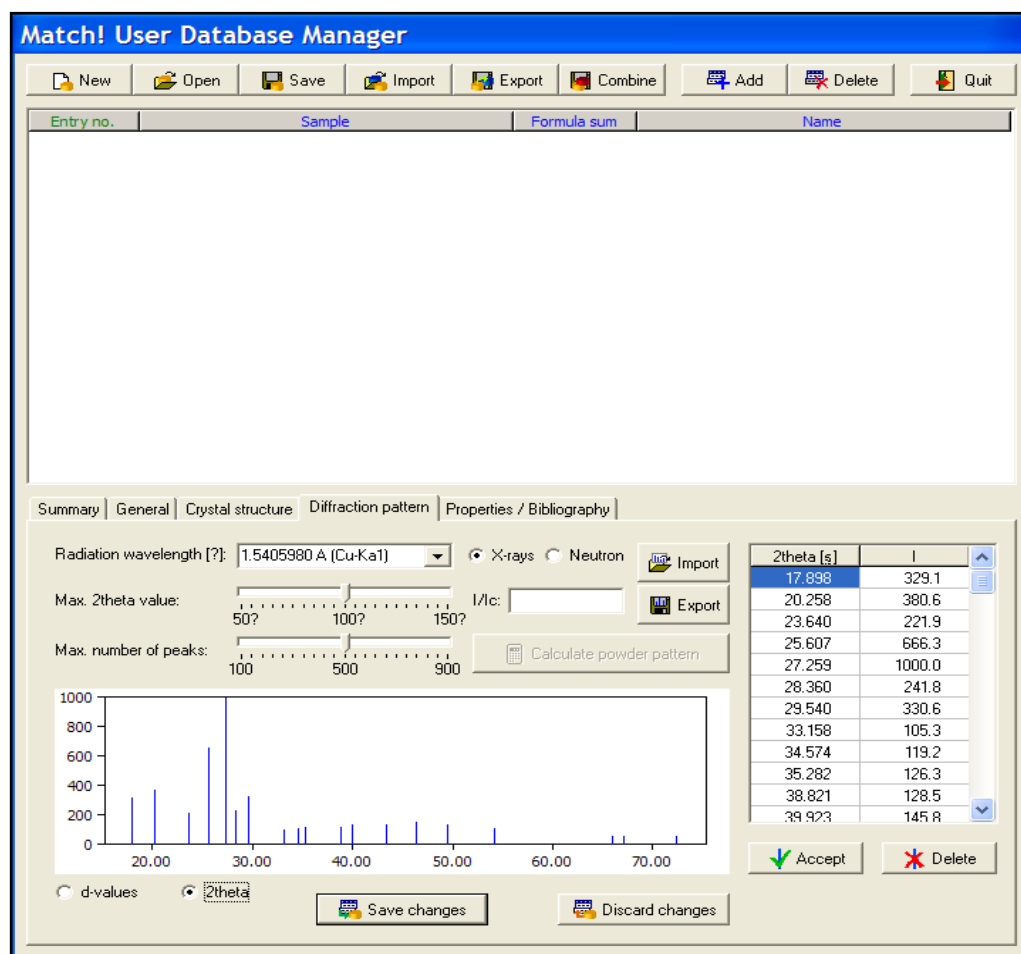 Match! User Database Manager
New Open Save Import Export Combine Add Delete Quit
Entry no. Sample Formula sum Name
Summary General Crystal structure Diffraction pattern Properties / Bibliography
Radiation wavelength [?]: 1.5405980 A (Cu-Ka1) X-rays Neutron Import
Max. 2theta value: 50? 100? 150? I/Ic: Export
Max. number of peaks: 100 500 900 Calculate powder pattern
2theta [ş] I
17.898 329.1
20.258 380.6
23.640 221.9
25.607 666.3
27.259 1000.0
28.360 241.8
29.540 330.6
33.158 105.3
34.574 119.2
35.282 126.3
38.821 128.5
39.923 145.8
1000
800
600
400
200
0
20.00 30.00 40.00 50.00 60.00 70.00
Accept Delete
d-values 2theta
Save changes Discard changes